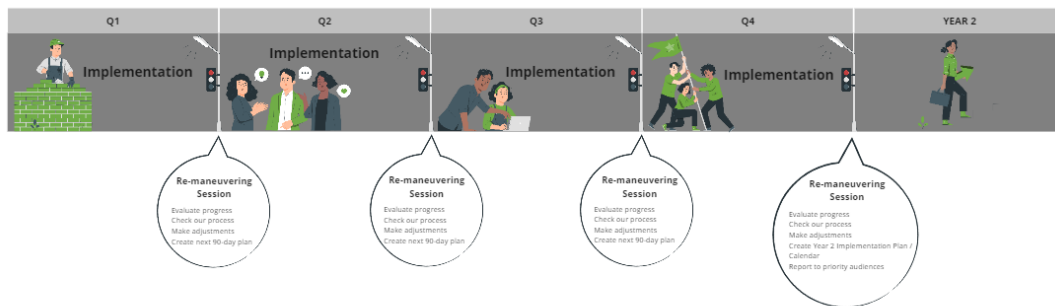 Q1
Q2
Q3
Q4
YEAR 2
Implementation
Implementation
Implementation
Implementation
Re-maneuvering
Session
Evaluate progress
Check our process
Make adjustments
Create next 90-day plan
Re-maneuvering
Session
Evaluate progress
Check our process
Make adjustments
Create next 90-day plan
Re-maneuvering
Session
Evaluate progress
Check our process
Make adjustments
Create next 90-day plan
Re-maneuvering
Session
Evaluate progress
Check our process
Make adjustments
Create Year 2 Implementation Plan /
Calendar
Report to priority audiences